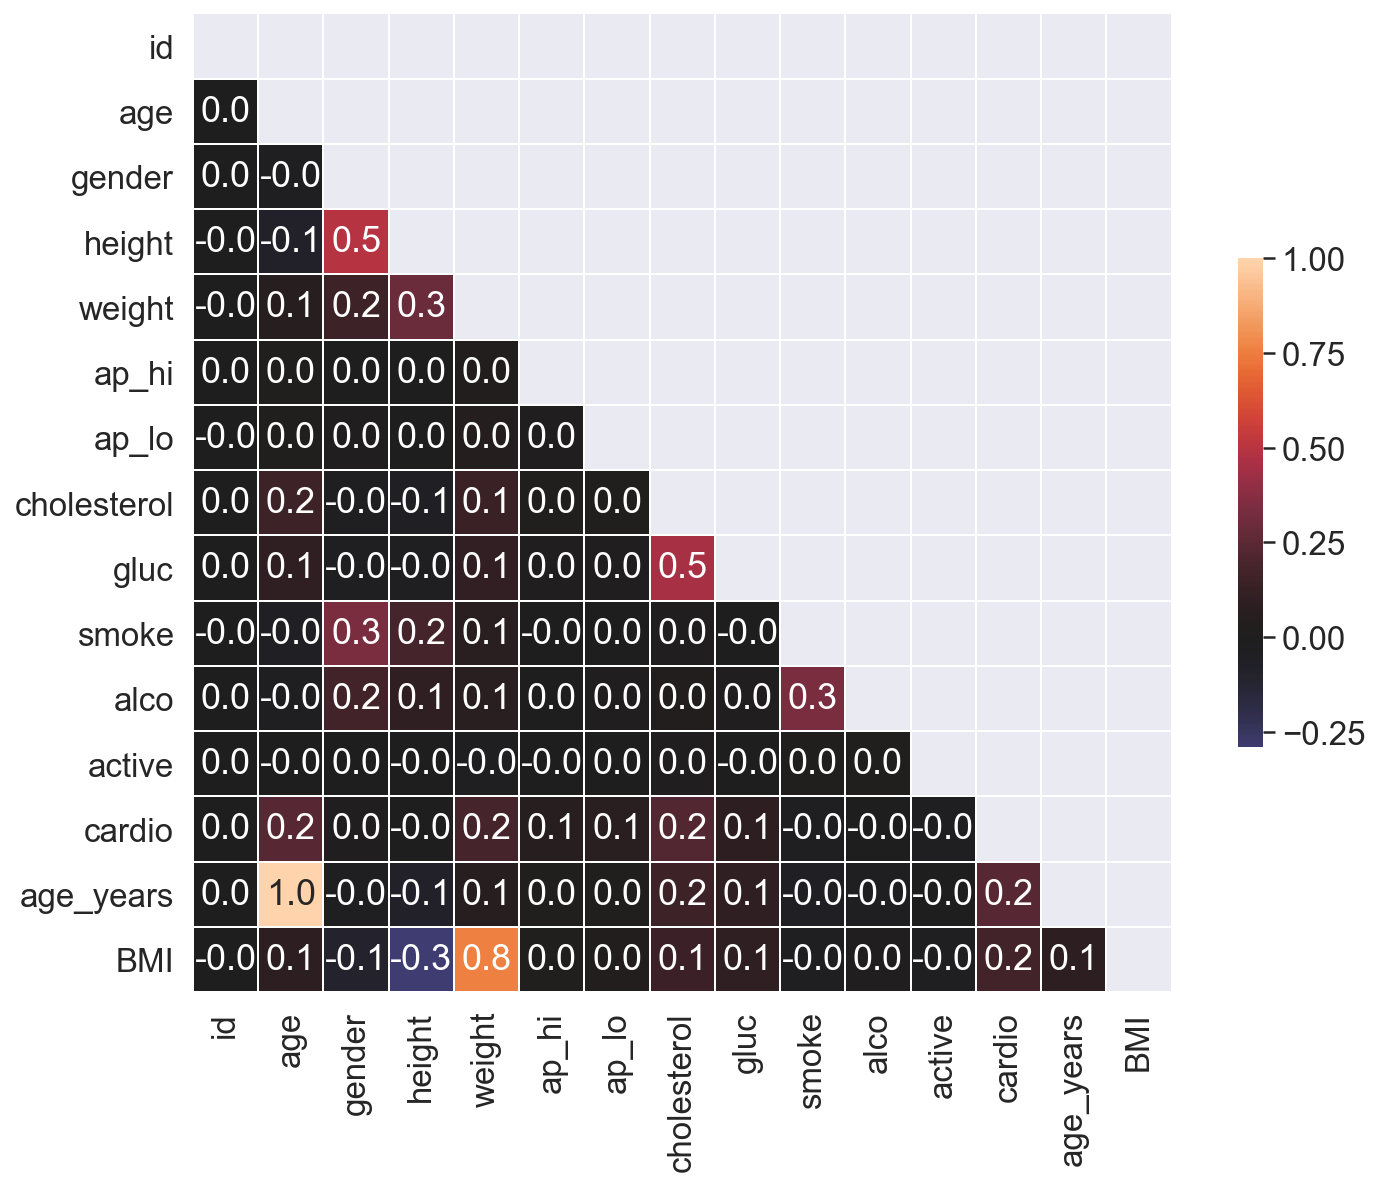 id
age 0.0
gender 0.0 -0.0
height -0.0 -0.1 0.5
weight -0.0 0.1 0.2 0.3
ap_hi 0.0 0.0 0.0 0.0 0.0
ap_lo -0.0 0.0 0.0 0.0 0.0 0.0
cholesterol 0.0 0.2 -0.0 -0.1 0.1 0.0 0.0
gluc 0.0 0.1 -0.0 -0.0 0.1 0.0 0.0 0.5
smoke -0.0 -0.0 0.3 0.2 0.1 -0.0 0.0 0.0 -0.0
alco 0.0 -0.0 0.2 0.1 0.1 0.0 0.0 0.0 0.0 0.3
active 0.0 -0.0 0.0 -0.0 -0.0 -0.0 0.0 0.0 -0.0 0.0 0.0
cardio 0.0 0.2 0.0 -0.0 0.2 0.1 0.1 0.2 0.1 -0.0 -0.0 -0.0
age_years 0.0 1.0 -0.0 -0.1 0.1 0.0 0.0 0.2 0.1 -0.0 -0.0 -0.0 0.2
BMI -0.0 0.1 -0.1 -0.3 0.8 0.0 0.0 0.1 0.1 -0.0 0.0 -0.0 0.2 0.1
id age gender height weight ap_hi ap_lo cholesterol gluc smoke alco active cardio age_years BMI
1.00
0.75
0.50
0.25
0.00
−0.25